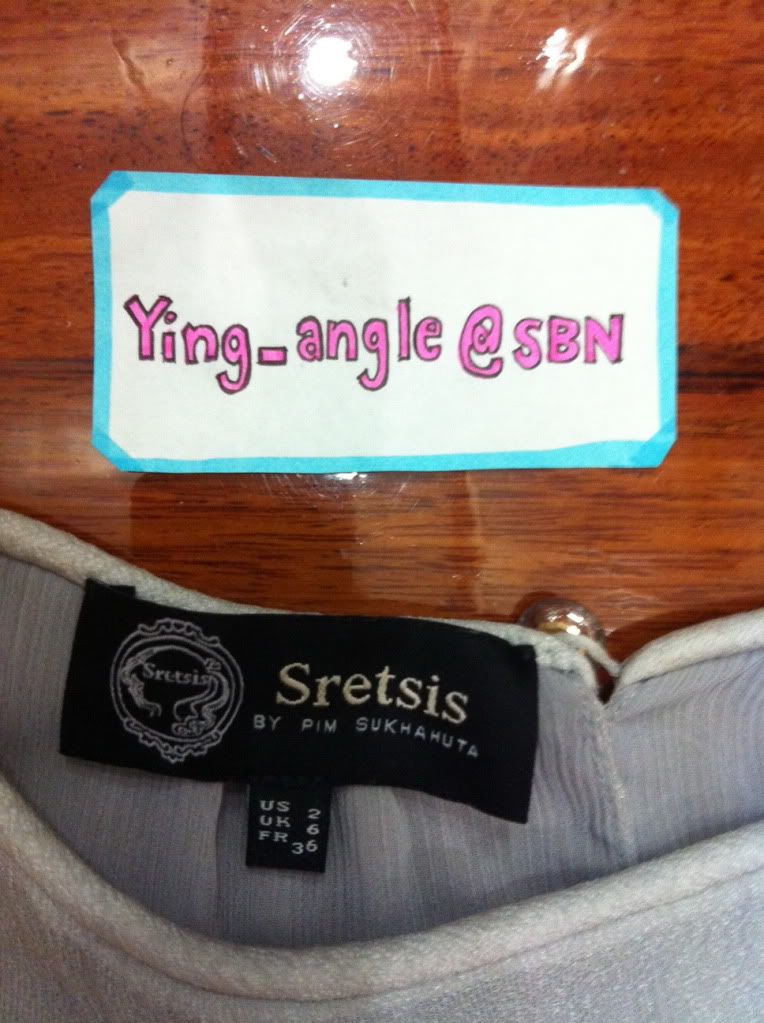 Ying_angle @SBN
Sretsis
Sretsis
BY PIM SUKHAHUTA
US 2
UK 6
FR 36